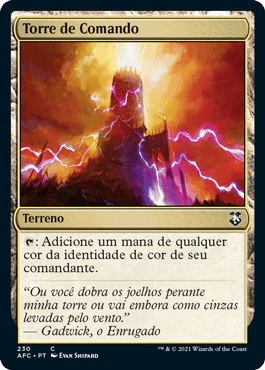 Torre de Comando
Terreno
: Adicione um mana de qualquer
cor da identidade de cor de seu
comandante.
“Ou você dobra os joelhos perante
minha torre ou vai embora como cinzas
levadas pelo vento.”
— Gadwick, o Enrugado
230 C
AFC • PT Evan Shipard
™ & © 2021 Wizards of the Coast